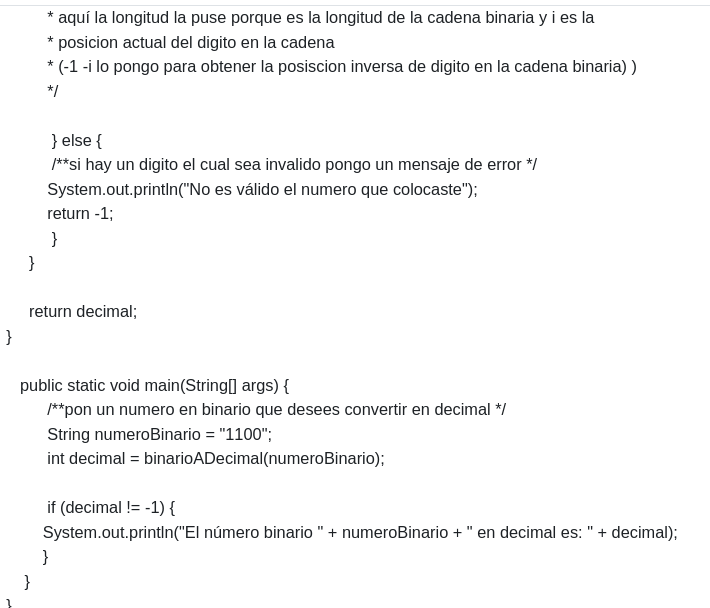 * aquí la longitud la puse porque es la longitud de la cadena binaria y i es la
* posicion actual del digito en la cadena
* (-1 -i lo pongo para obtener la posiscion inversa de digito en la cadena binaria) )
*/
} else {
/**si hay un digito el cual sea invalido pongo un mensaje de error */
System.out.println("No es válido el numero que colocaste");
return -1;
}
}
return decimal;
}
public static void main(String[] args) {
/**pon un numero en binario que desees convertir en decimal */
String numeroBinario = "1100";
int decimal = binarioADecimal(numeroBinario);
if (decimal != -1) {
System.out.println("El número binario " + numeroBinario + " en decimal es: " + decimal);
}
}
}